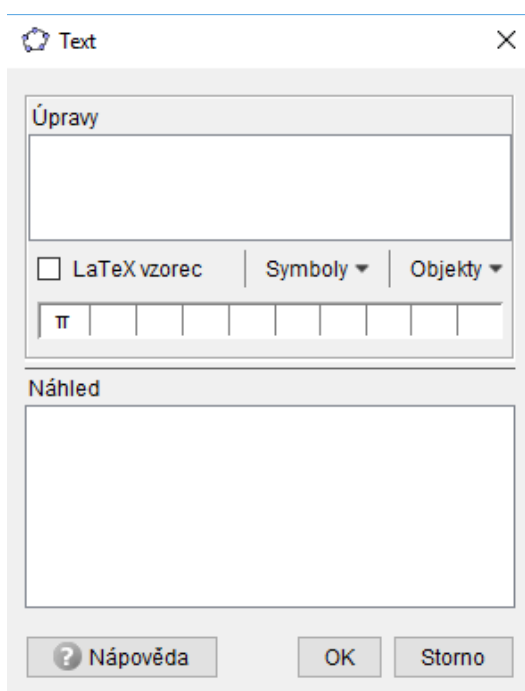 Text
Úpravy
LaTeX vzorec Symboly Objekty
π
Náhled
Nápověda OK Storno